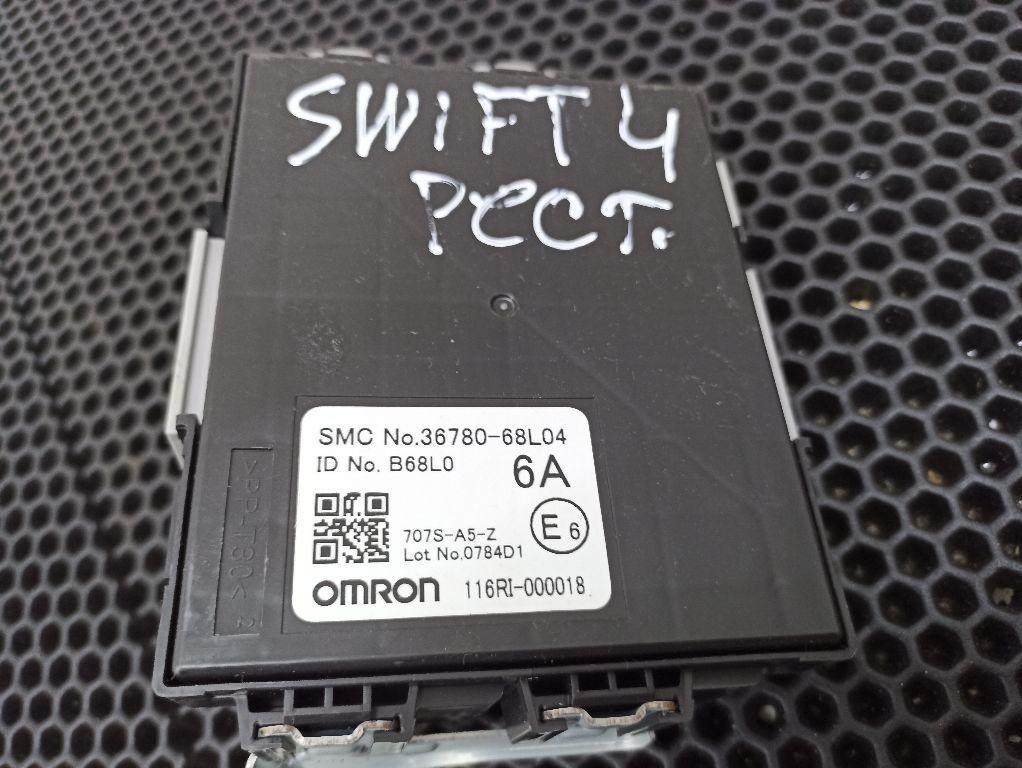 SWIFT 4
РЕСТ.
SMC No.36780-68L04
ID No. B68L0
6A
707S-A5-Z
Lot No.0784D1
E 6
OMRON 116RI-000018